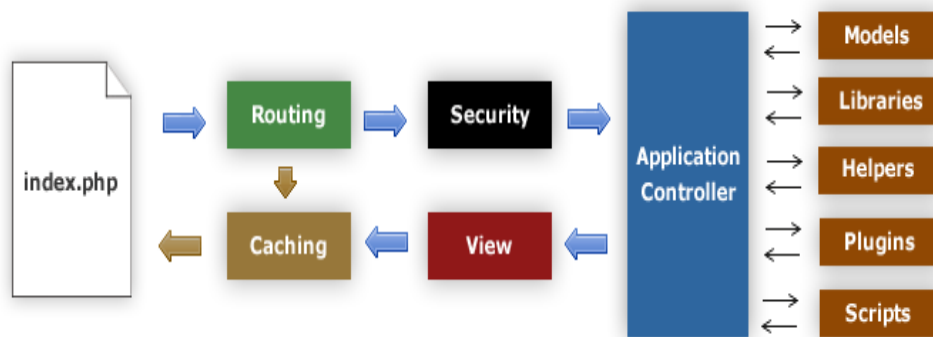 index.php
Routing
Security
Caching
View
Application
Controller
Models
Libraries
Helpers
Plugins
Scripts